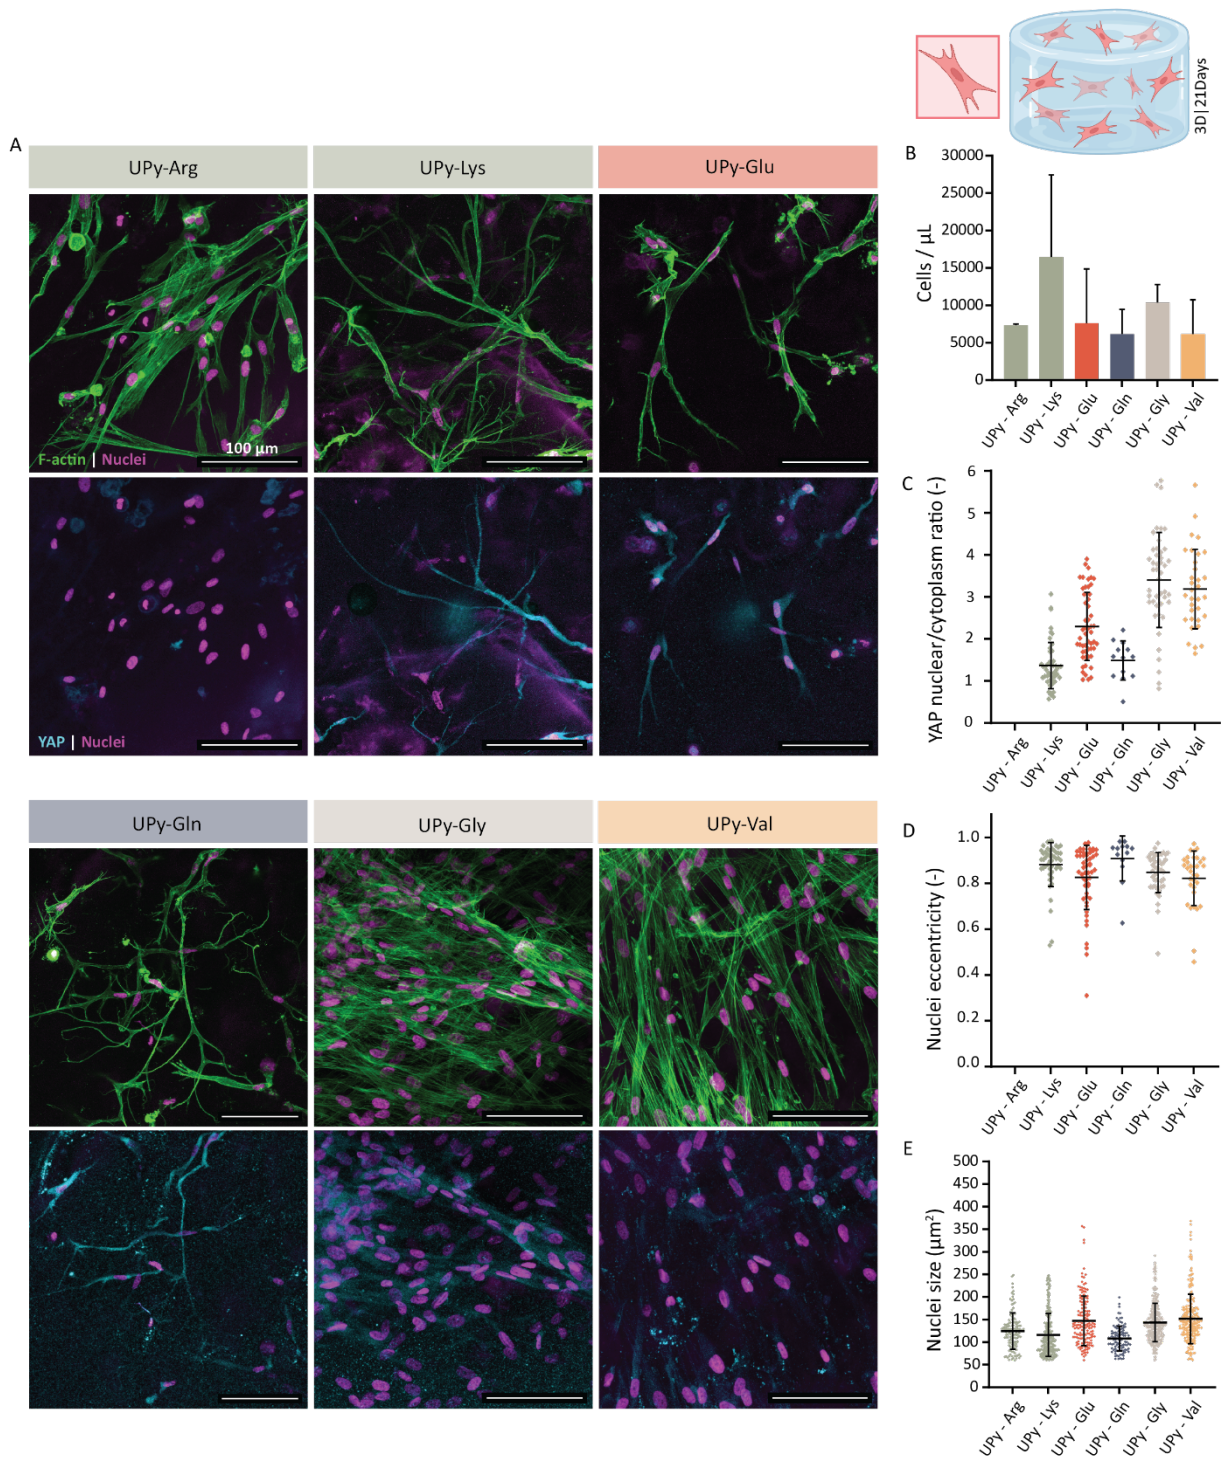 3D|21Days
A
UPy-Arg
UPy-Lys
UPy-Glu
100 µm
F-actin | Nuclei
YAP | Nuclei
UPy-Gln
UPy-Gly
UPy-Val
B
30000
25000
20000
15000
10000
5000
0
Cells / µL
UPy - Arg
UPy - Lys
UPy - Glu
UPy - Gln
UPy - Gly
UPy - Val
C
6
5
4
3
2
1
0
YAP nuclear/cytoplasm ratio (-)
UPy - Arg
UPy - Lys
UPy - Glu
UPy - Gln
UPy - Gly
UPy - Val
D
1.0
0.8
0.6
0.4
0.2
0.0
Nuclei eccentricity (-)
UPy - Arg
UPy - Lys
UPy - Glu
UPy - Gln
UPy - Gly
UPy - Val
E
500
450
400
350
300
250
200
150
100
50
0
Nuclei size (µm²)
UPy - Arg
UPy - Lys
UPy - Glu
UPy - Gln
UPy - Gly
UPy - Val